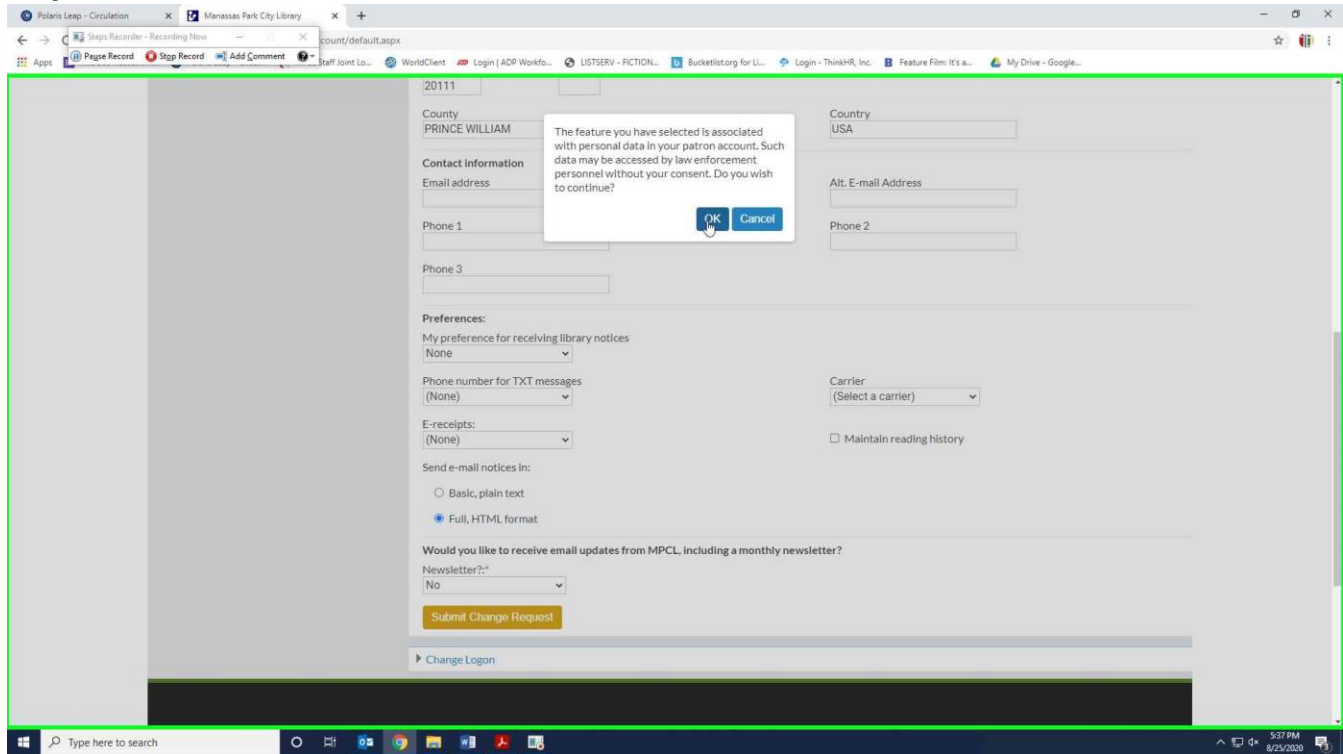 Polaris Leap - Circulation
Manassas Park City Library
Steps Recorder - Recording Now
count/default.aspx
Pause Record Stop Record Add Comment
Apps
Staff Joint Lo...
WorldClient
Login | ADP Workfo...
LISTSERV - FICTION...
Bucketlist.org for Li...
Login - ThinkHR, Inc.
Feature Film: It's a...
My Drive - Google...
20111
County
PRINCE WILLIAM
Country
USA
The feature you have selected is associated
with personal data in your patron account. Such
data may be accessed by law enforcement
personnel without your consent. Do you wish
to continue?
OK Cancel
Contact information
Email address
Alt. E-mail Address
Phone 1
Phone 2
Phone 3
Preferences:
My preference for receiving library notices
None
Phone number for TXT messages
(None)
Carrier
(Select a carrier)
E-receipts:
(None)
Maintain reading history
Send e-mail notices in:
Basic, plain text
Full, HTML format
Would you like to receive email updates from MPCL, including a monthly newsletter?
Newsletter?:*
No
Submit Change Request
Change Logon
Type here to search
5:37 PM
8/25/2020